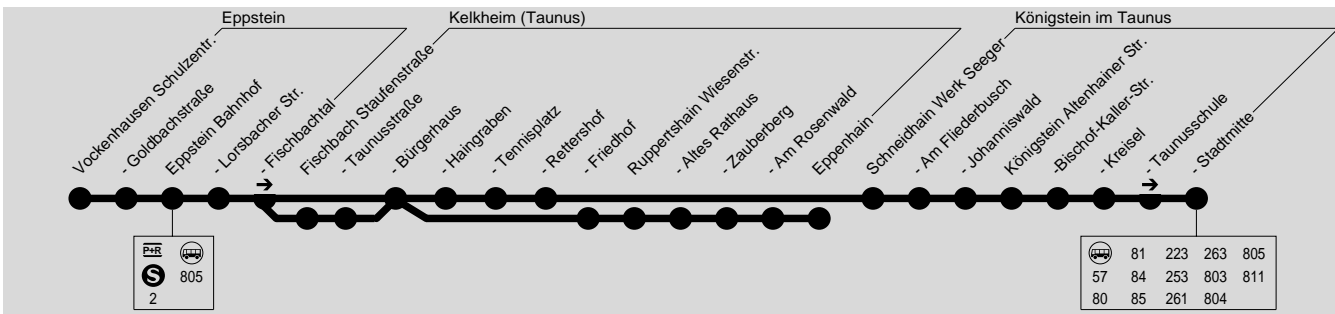 Eppstein
Kelkheim (Taunus)
Königstein im Taunus
Vockenhausen Schulzentr.
- Goldbachstraße
Eppstein Bahnhof
- Lorsbacher Str.
- Fischbachtal
Fischbach Staufenstraße
- Taunusstraße
- Bürgerhaus
- Haingraben
- Tennisplatz
- Rettershof
- Friedhof
Ruppertshain Wiesenstr.
- Altes Rathaus
- Zauberberg
- Am Rosenwald
Eppenhain
Schneidhain Werk Seeger
- Am Fliederbusch
- Johanniswald
Königstein Altenhainer Str.
-Bischof-Kaller-Str.
- Kreisel
- Taunusschule
- Stadtmitte
P+R
S 805
2
81 223 263 805
57 84 253 803 811
80 85 261 804